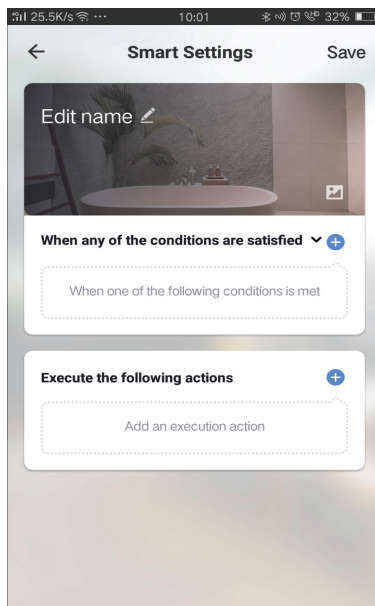 25.5K/s ··· 10:01 32%
Smart Settings Save
Edit name
When any of the conditions are satisfied
When one of the following conditions is met
Execute the following actions
Add an execution action